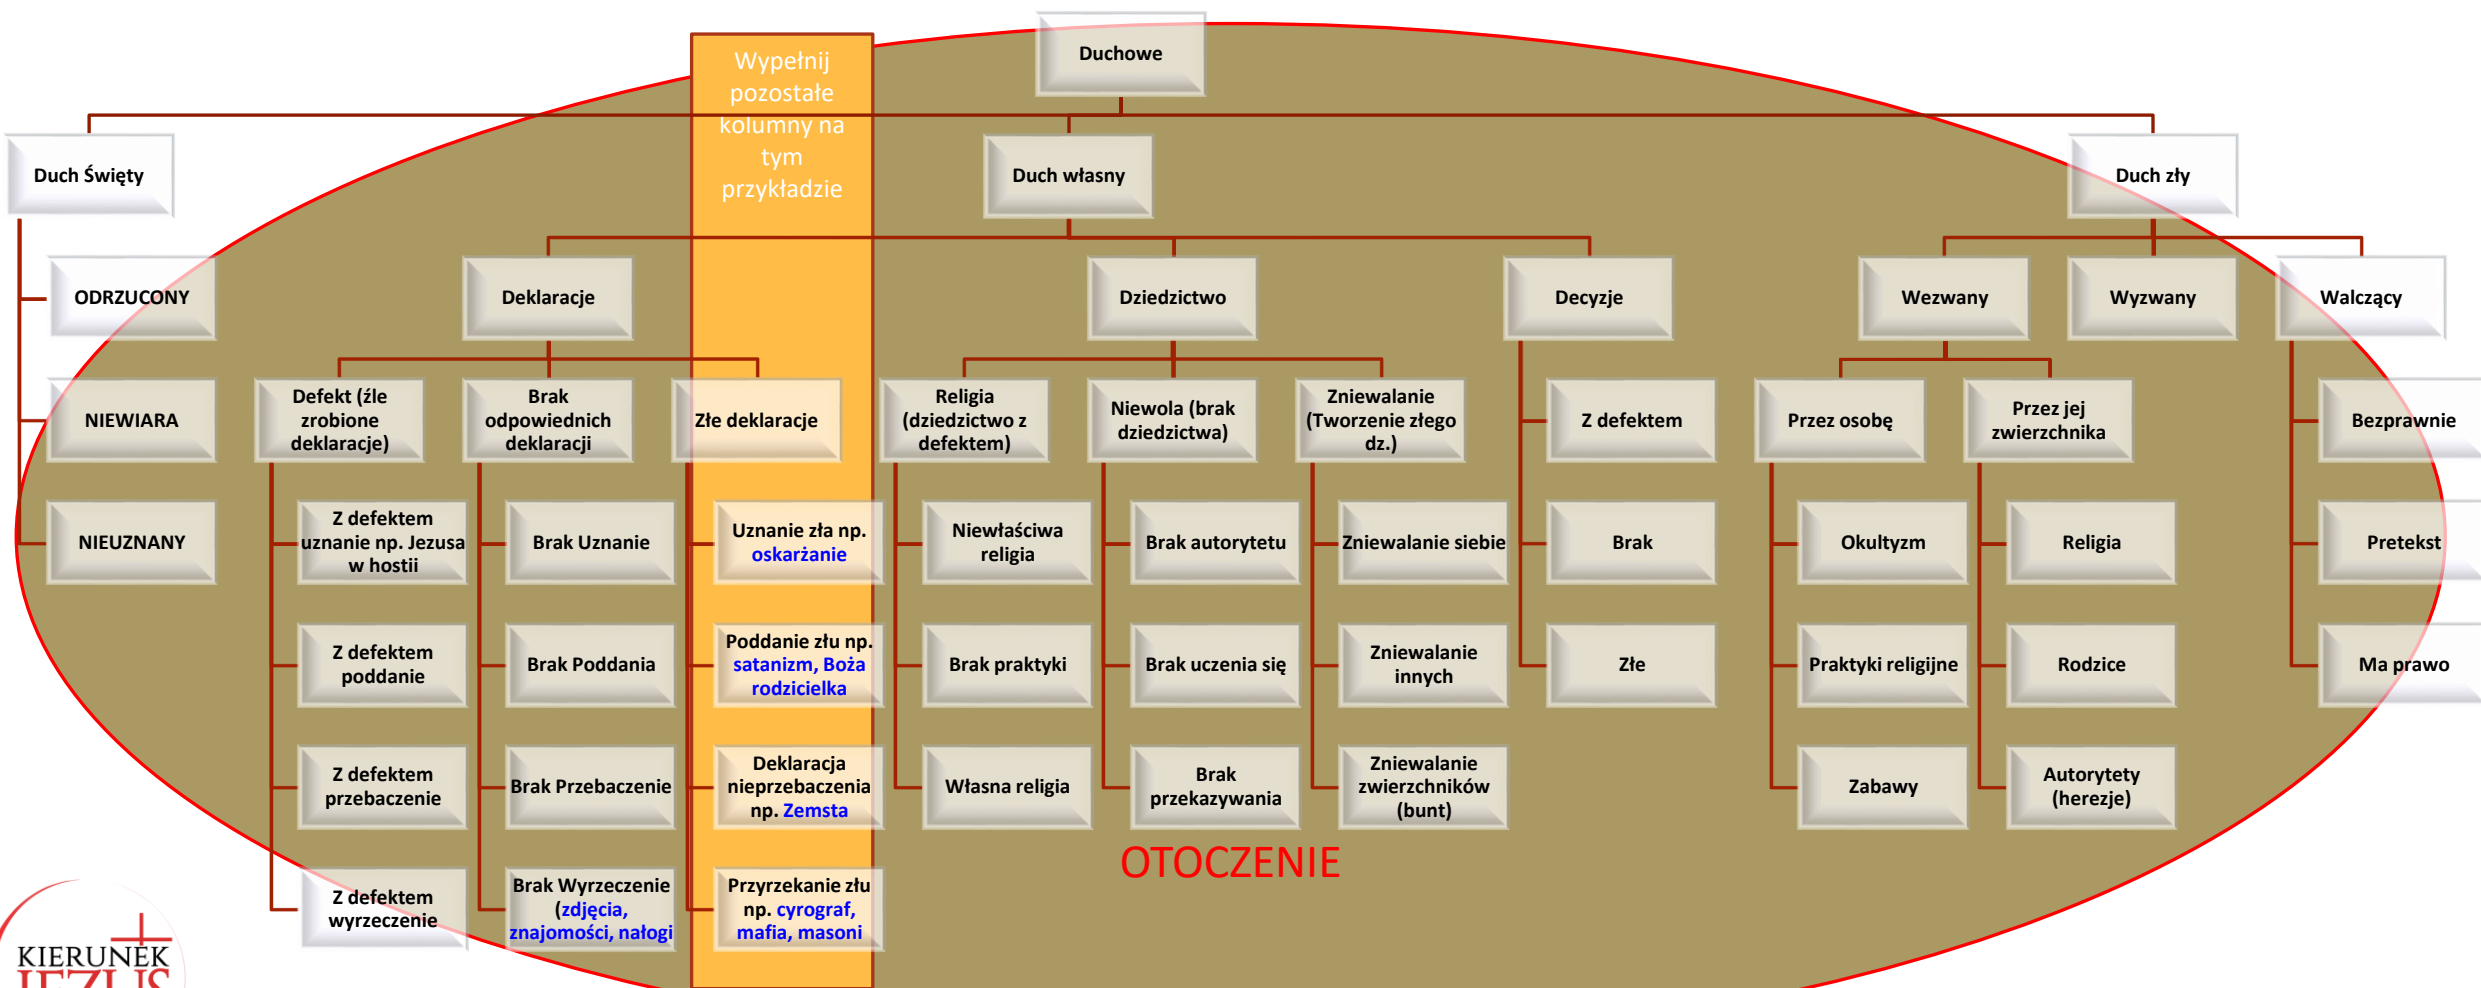 Duchowe
Wypełnij
pozostałe
kolumny na
tym
przykładzie
Duch Święty
Duch własny
Duch zły
ODRZUCONY
NIEWIARA
NIEUZNANY
Deklaracje
Dziedzictwo
Decyzje
Wezwany
Wyzwany
Walczący
Defekt (źle
zrobione
deklaracje)
Z defektem
uznanie np. Jezusa
w hostii
Z defektem
poddanie
Z defektem
przebaczenie
Z defektem
wyrzeczenie
Brak
odpowiednich
deklaracji
Brak Uznanie
Brak Poddania
Brak Przebaczenie
Brak Wyrzeczenie
(zdjęcia,
znajomości, nałogi
Złe deklaracje
Uznanie zła np.
oskarżanie
Poddanie złu np.
satanizm, Boża
rodzicielka
Deklaracja
nieprzebaczenia
np. Zemsta
Przyrzekanie złu
np. cyrograf,
mafia, masoni
Religia
(dziedzictwo z
defektem)
Niewłaściwa
religia
Brak praktyki
Własna religia
Niewola (brak
dziedzictwa)
Brak autorytetu
Brak uczenia się
Brak
przekazywania
Zniewalanie
(Tworzenie złego
dz.)
Zniewalanie siebie
Zniewalanie
innych
Zniewalanie
zwierzchników
(bunt)
Z defektem
Brak
Złe
Przez osobę
Okultyzm
Praktyki religijne
Zabawy
Przez jej
zwierzchnika
Religia
Rodzice
Autorytety
(herezje)
Bezprawnie
Pretekst
Ma prawo
OTOCZENIE
KIERUNEK
JEZUS